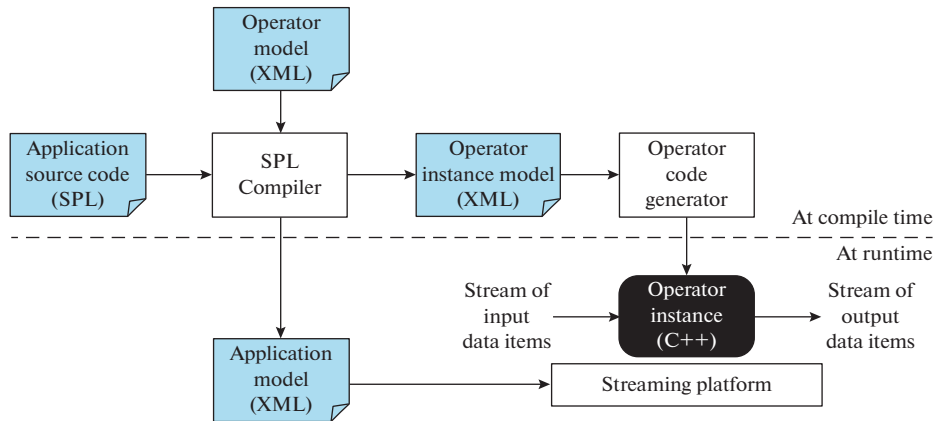 Operator
model
(XML)
Application
source code
(SPL)
SPL
Compiler
Operator
instance model
(XML)
Operator
code
generator
At compile time
At runtime
Stream of
input
data items
Operator
instance
(C++)
Stream of
output
data items
Application
model
(XML)
Streaming platform